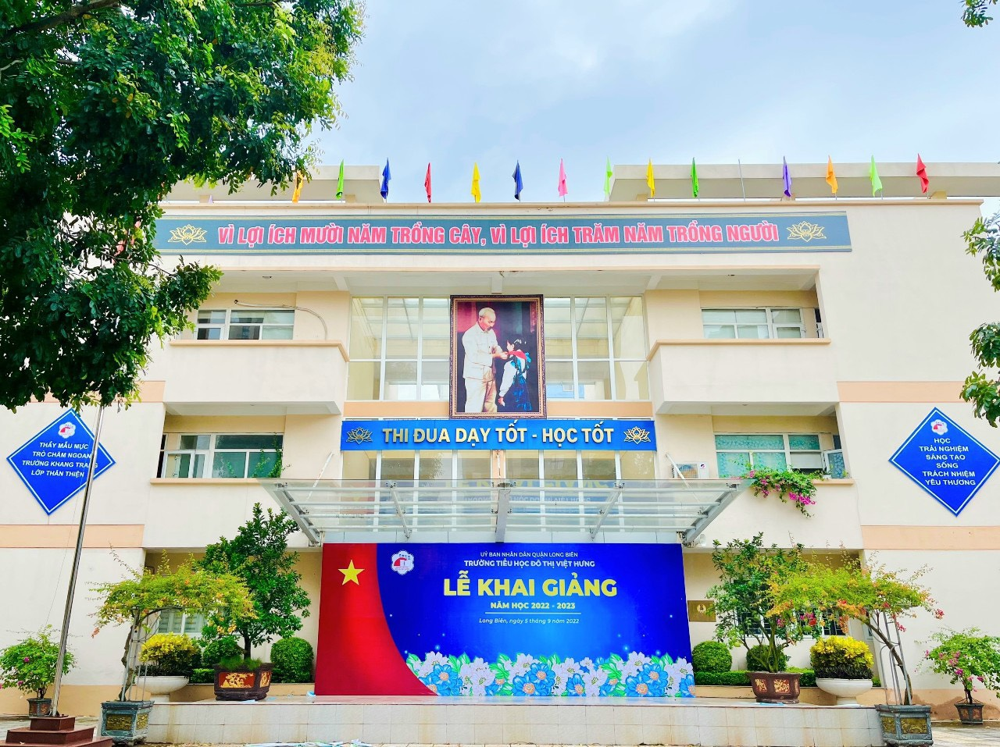 VÌ LỢI ÍCH MƯỜI NĂM TRỒNG CÂY, VÌ LỢI ÍCH TRĂM NĂM TRỒNG NGƯỜI
THI ĐUA DẠY TỐT - HỌC TỐT
THẦY MẪU MỰC
TRÒ CHĂM NGOAN
TRƯỜNG KHANG TRANG
LỚP THÂN THIỆN
HỌC
TRẢI NGHIỆM
SÁNG TẠO
SỐNG
TRÁCH NHIỆM
YÊU THƯƠNG
UỶ BAN NHÂN DÂN QUẬN LONG BIÊN
TRƯỜNG TIỂU HỌC ĐÔ THỊ VIỆT HƯNG
LỄ KHAI GIẢNG
NĂM HỌC 2022 - 2023
Long Biên, ngày 5 tháng 9 năm 2022